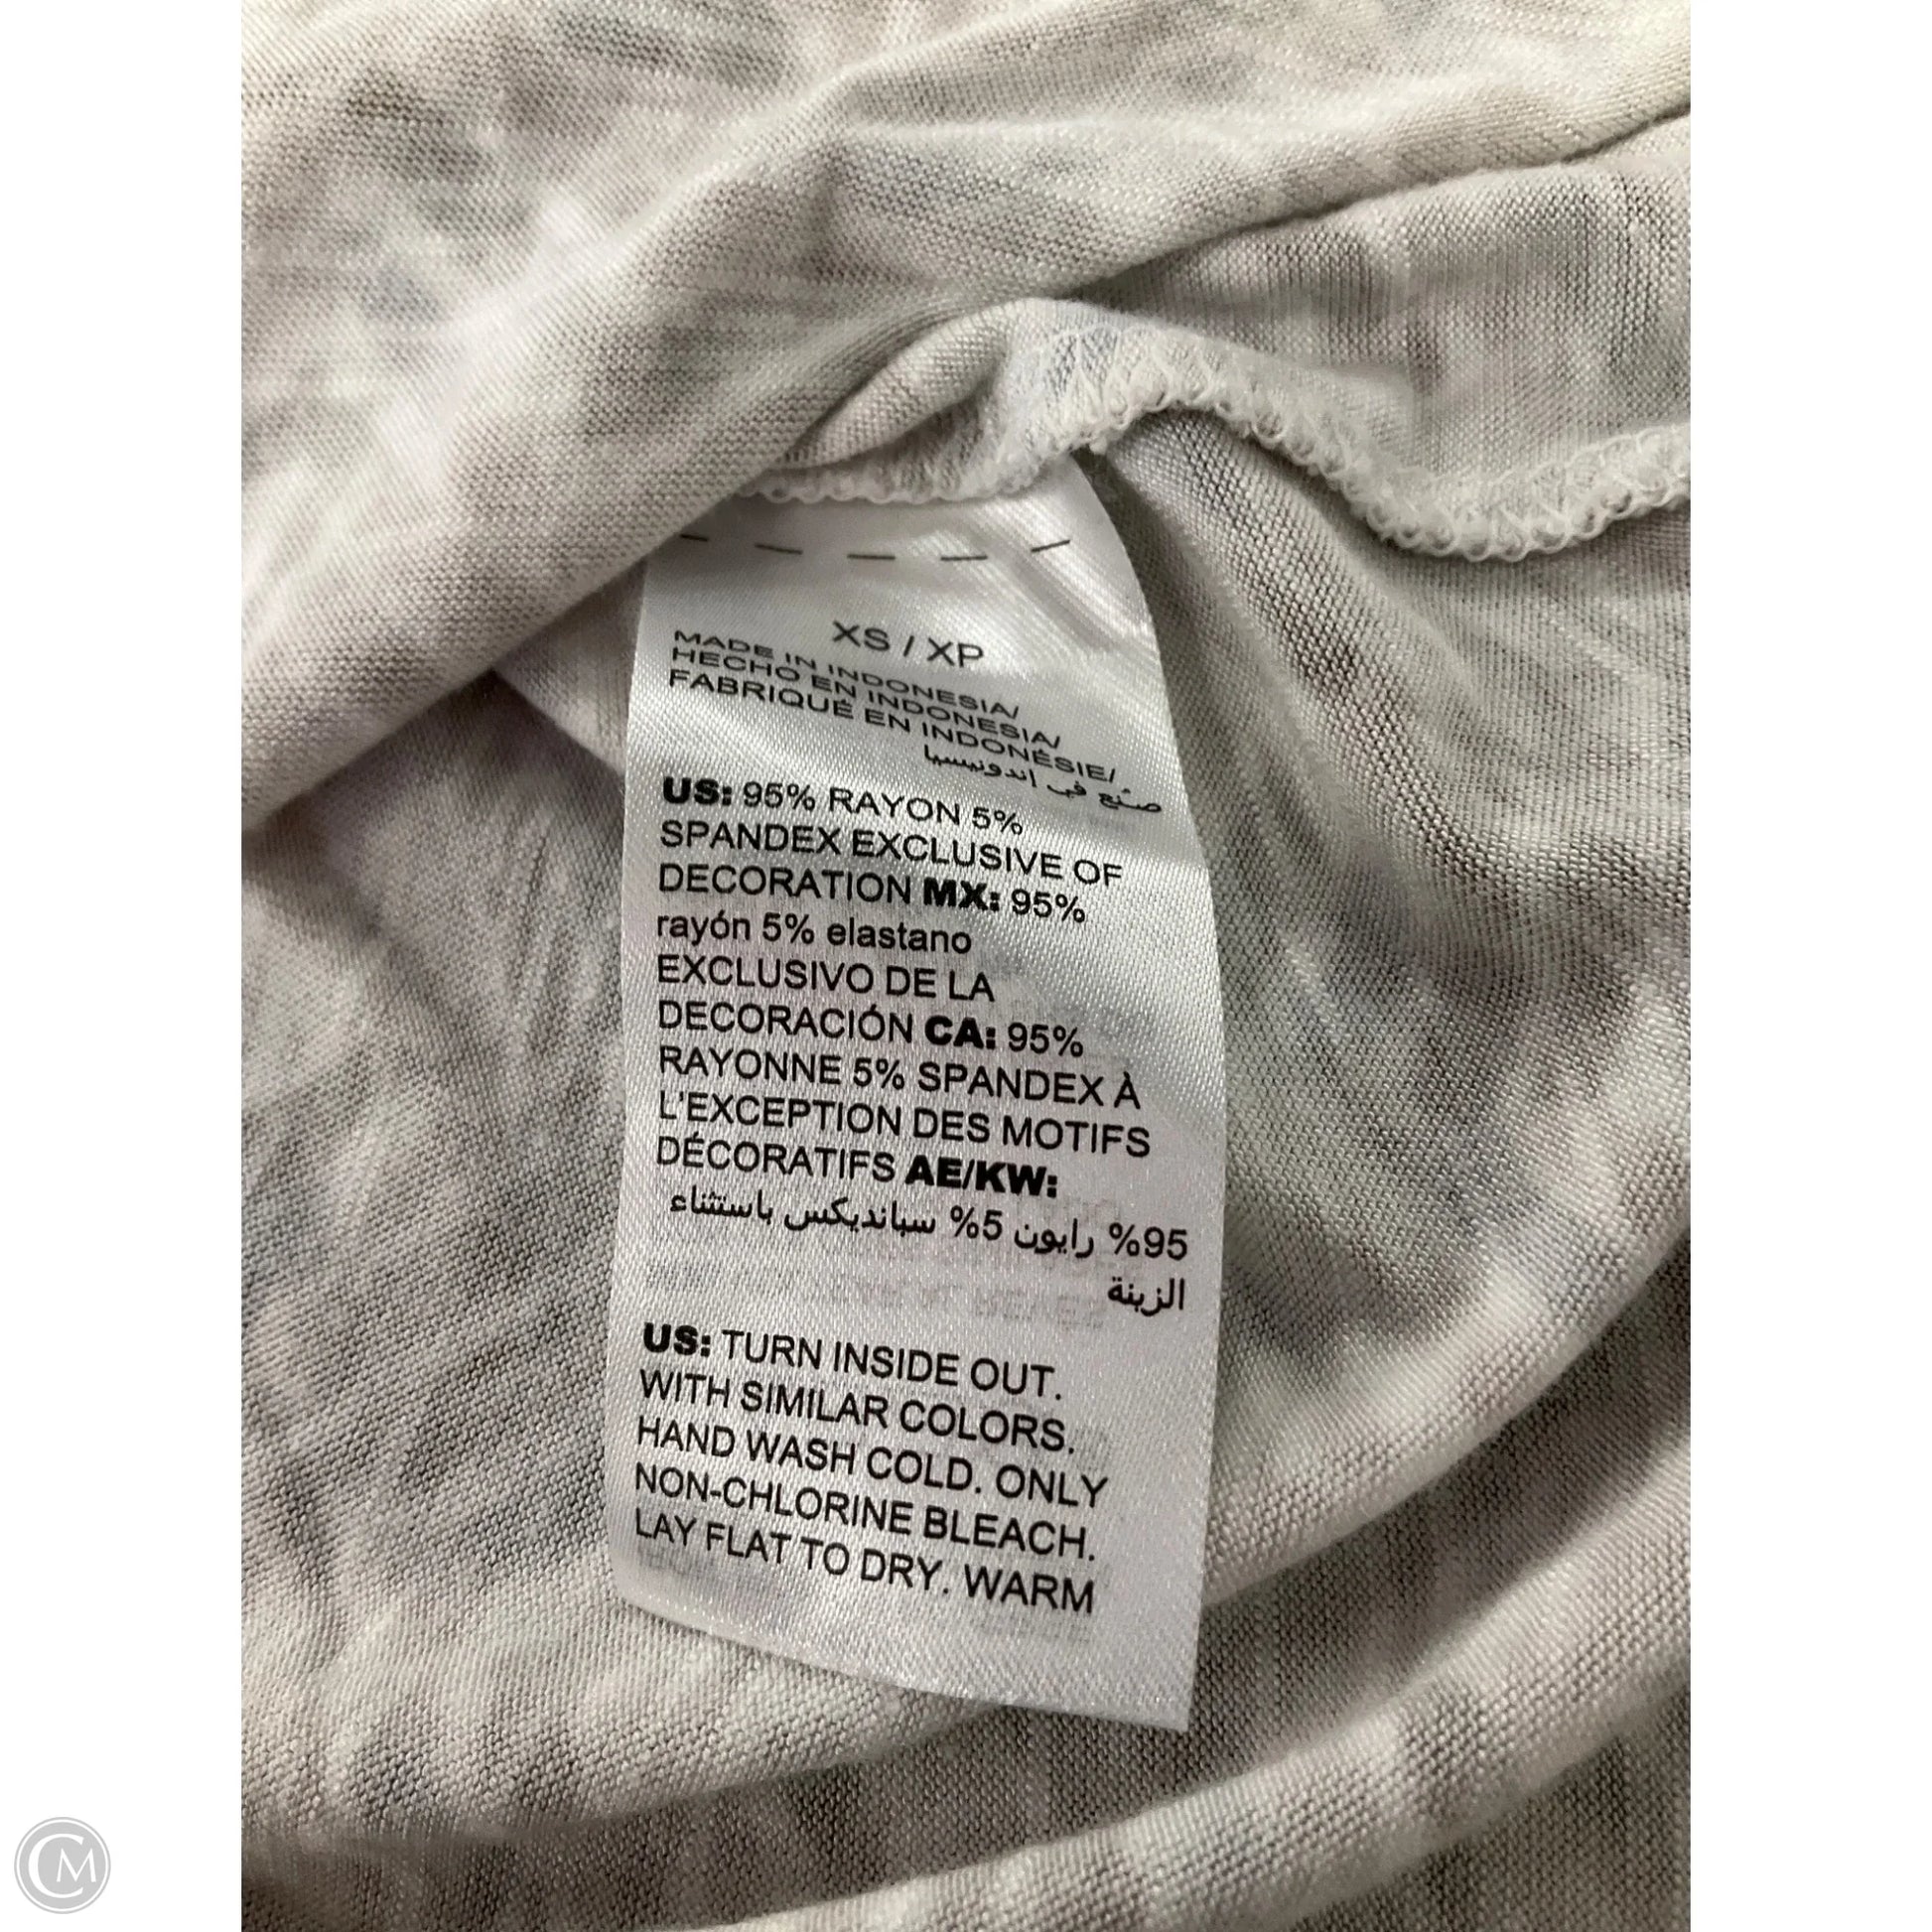 XS / XP
MADE IN INDONESIA/
HECHO EN INDONESIA/
FABRIQUÉ EN INDONÉSIE/
صُنع في اندونيسيا
US: 95% RAYON 5%
SPANDEX EXCLUSIVE OF
DECORATION MX: 95%
rayón 5% elastano
EXCLUSIVO DE LA
DECORACIÓN CA: 95%
RAYONNE 5% SPANDEX À
L'EXCEPTION DES MOTIFS
DÉCORATIFS AE/KW:
95% رايون 5% سبانديكس باستثناء
الزينة
US: TURN INSIDE OUT.
WITH SIMILAR COLORS.
HAND WASH COLD. ONLY
NON-CHLORINE BLEACH.
LAY FLAT TO DRY. WARM
CM